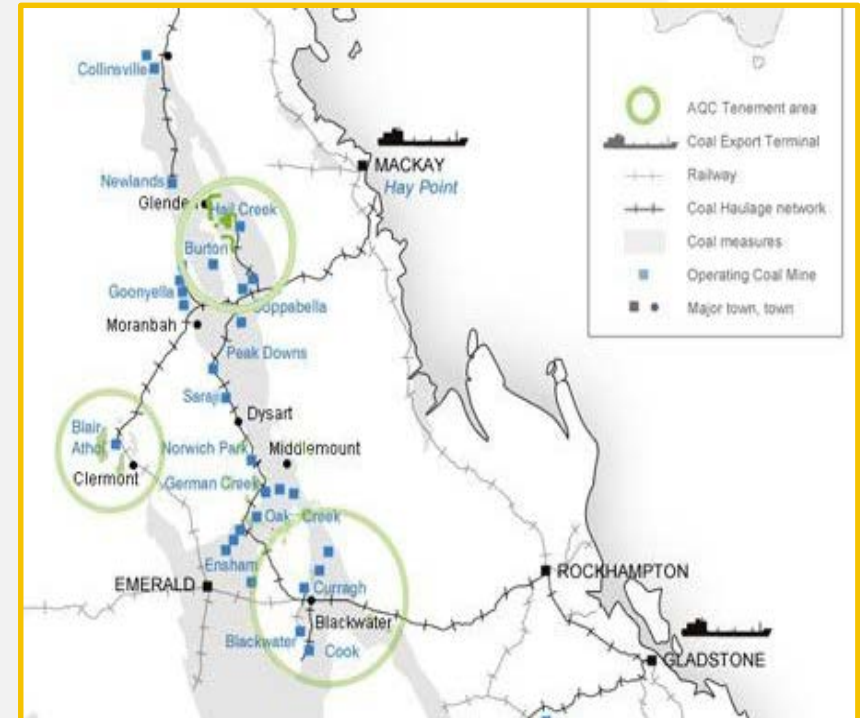 Collinsville
MACKAY
Hay Point
Newlands
Glenden
Hail Creek
Burton
Goonyella
Coppabella
Moranbah
Peak Downs
Saraji
Dysart
Blair
Athol
Norwich Park
Middlemount
Clermont
German Creek
Oak Creek
Ensham
EMERALD
Curragh
ROCKHAMPTON
Blackwater
Blackwater
Cook
GLADSTONE
AQC Tenement area
Coal Export Terminal
Railway
Coal Haulage network
Coal measures
Operating Coal Mine
Major town, town